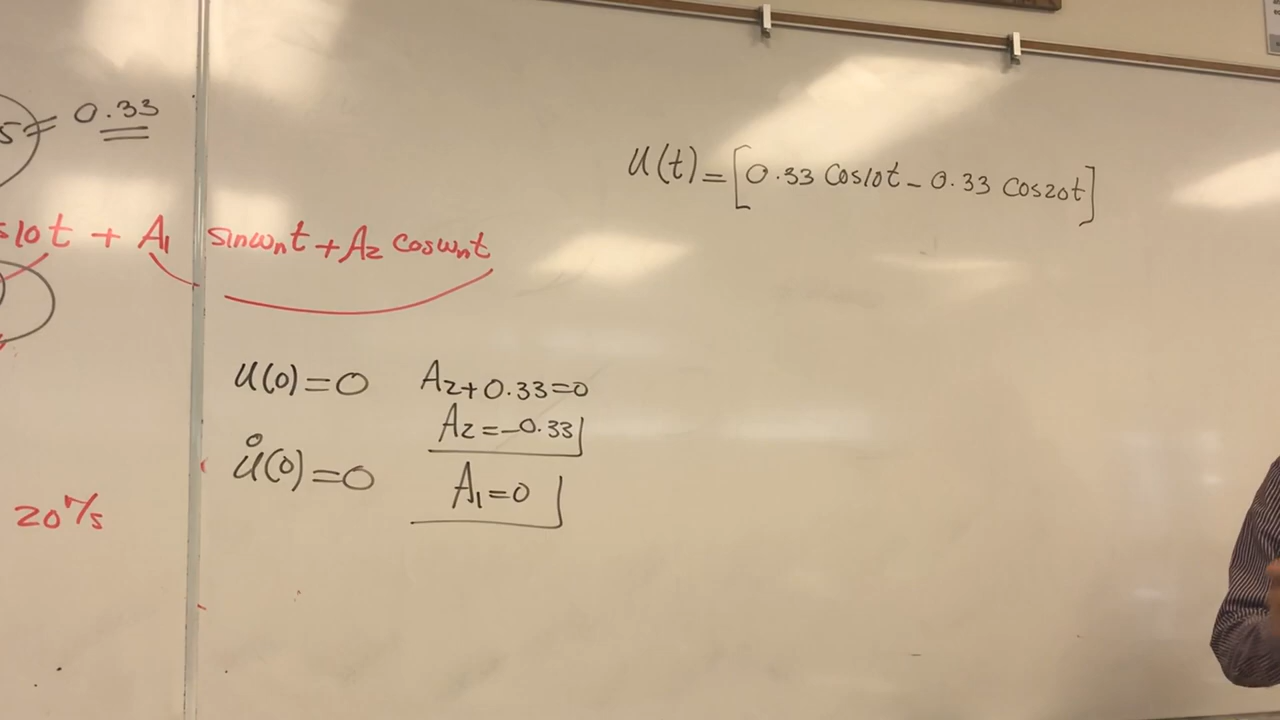 = 0.33
U(t) = [0.33 Cos10t - 0.33 Cos20t]
10t + A₁ sinωₙt + A₂ cosωₙt
U(0) = 0 A₂ + 0.33 = 0
A₂ = -0.33
u̇(0) = 0 A₁ = 0
20 r/s